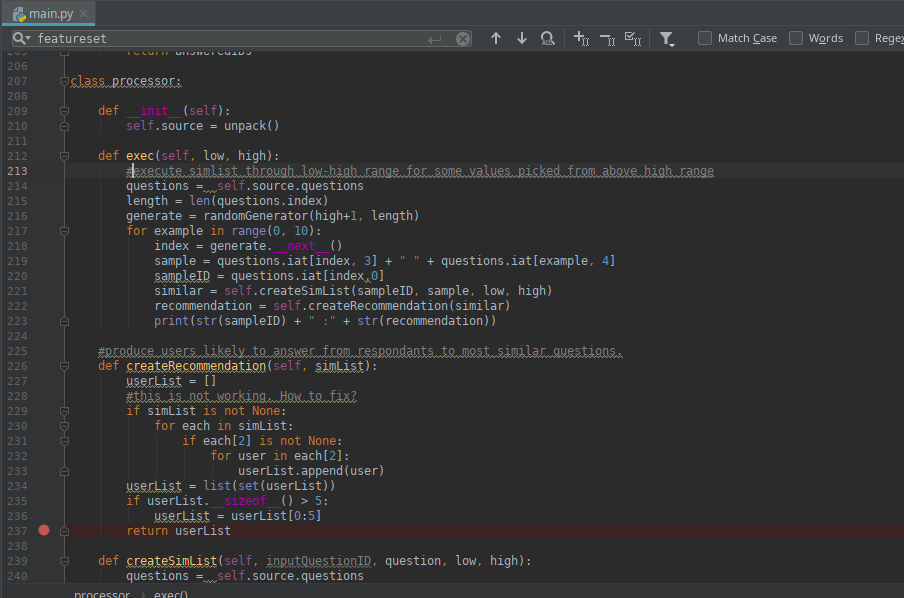 main.py
featureset
Match Case Words Regex
205 return answeredIDs
206
207 class processor:
208
209 def __init__(self):
210 self.source = unpack()
211
212 def exec(self, low, high):
213 #execute simlist through low-high range for some values picked from above high range
214 questions = self.source.questions
215 length = len(questions.index)
216 generate = randomGenerator(high+1, length)
217 for example in range(0, 10):
218 index = generate.__next__()
219 sample = questions.iat[index, 3] + " " + questions.iat[example, 4]
220 sampleID = questions.iat[index,0]
221 similar = self.createSimList(sampleID, sample, low, high)
222 recommendation = self.createRecommendation(similar)
223 print(str(sampleID) + " :" + str(recommendation))
224
225 #produce users likely to answer from respondants to most similar questions.
226 def createRecommendation(self, simList):
227 userList = []
228 #this is not working. How to fix?
229 if simList is not None:
230 for each in simList:
231 if each[2] is not None:
232 for user in each[2]:
233 userList.append(user)
234 userList = list(set(userList))
235 if userList.__sizeof__() > 5:
236 userList = userList[0:5]
237 return userList
238
239 def createSimList(self, inputQuestionID, question, low, high):
240 questions = self.source.questions
processor exec()